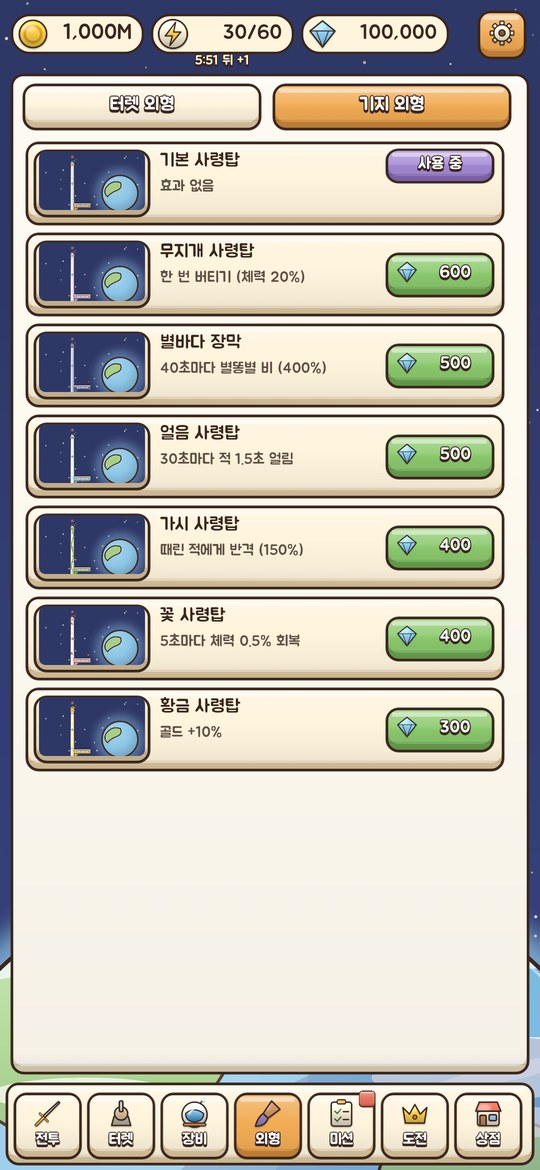 1,000M
30/60
100,000
5:51 뒤 +1
터렛 외형
기지 외형
기본 사령탑
사용 중
효과 없음
무지개 사령탑
한 번 버티기 (체력 20%)
600
별바다 장막
40초마다 별똥별 비 (400%)
500
얼음 사령탑
30초마다 적 1.5초 얼림
500
가시 사령탑
때린 적에게 반격 (150%)
400
꽃 사령탑
5초마다 체력 0.5% 회복
400
황금 사령탑
골드 +10%
300
전투
터렛
장비
외형
미션
도전
상점